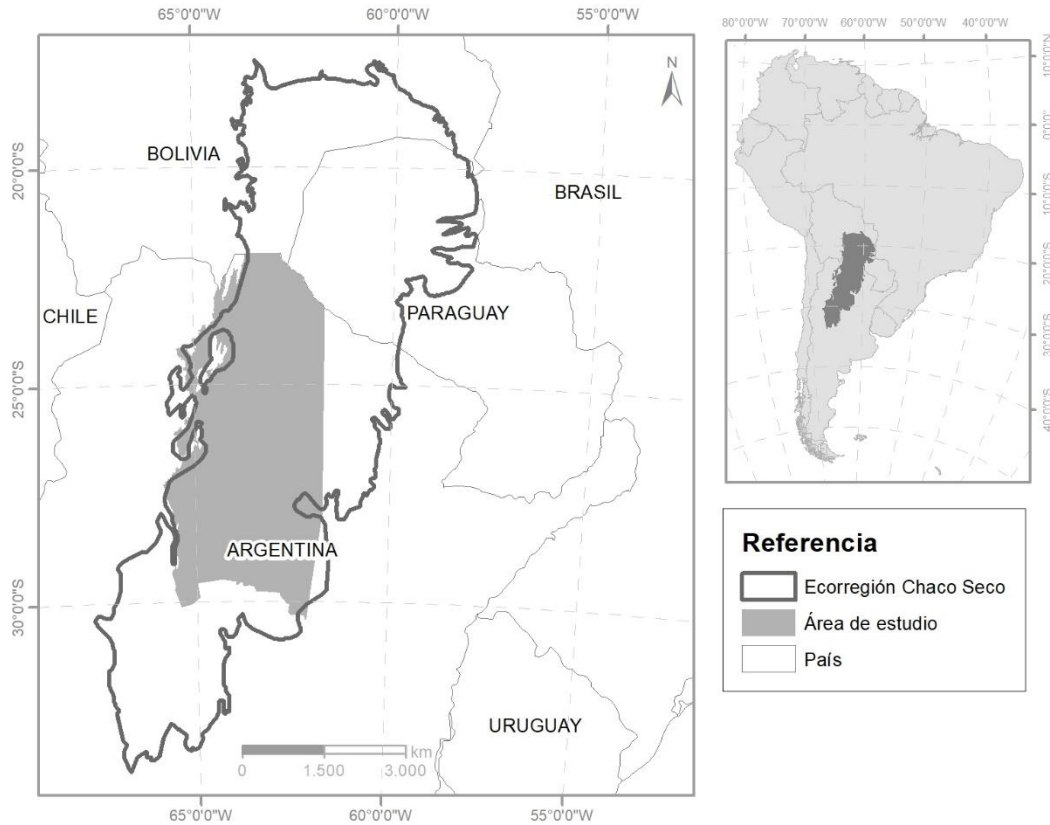 65°0'0"W 60°0'0"W 55°0'0"W
N
BOLIVIA
BRASIL
20°0'0"S
CHILE
PARAGUAY
25°0'0"S
ARGENTINA
30°0'0"S
URUGUAY
km
0 1.500 3.000
65°0'0"W 60°0'0"W 55°0'0"W
80°0'0"W 70°0'0"W 60°0'0"W 50°0'0"W 40°0'0"W
10°0'0"N
0°0'0"
10°0'0"S
20°0'0"S
30°0'0"S
40°0'0"S
Referencia
Ecorregión Chaco Seco
Área de estudio
País